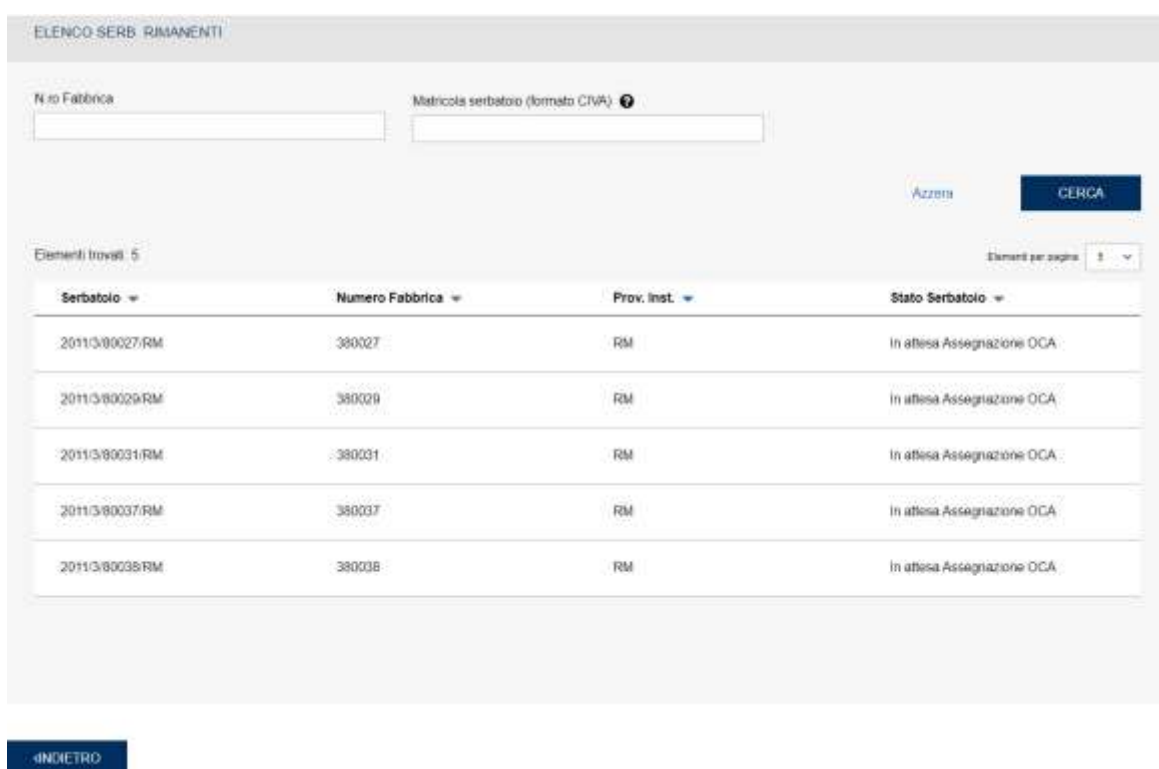 ELENCO SERB. RIMANENTI
N.ro Fabbrica Matricola serbatoio (formato CIVA) ?
Azzera CERCA
Elementi trovati: 5 Elementi per pagina
Serbatoio Numero Fabbrica Prov. Inst. Stato Serbatoio
2011/3/80027/RM 380027 RM In attesa Assegnazione OCA
2011/3/80029/RM 380029 RM In attesa Assegnazione OCA
2011/3/80031/RM 380031 RM In attesa Assegnazione OCA
2011/3/80037/RM 380037 RM In attesa Assegnazione OCA
2011/3/80038/RM 380038 RM In attesa Assegnazione OCA
<INDIETRO